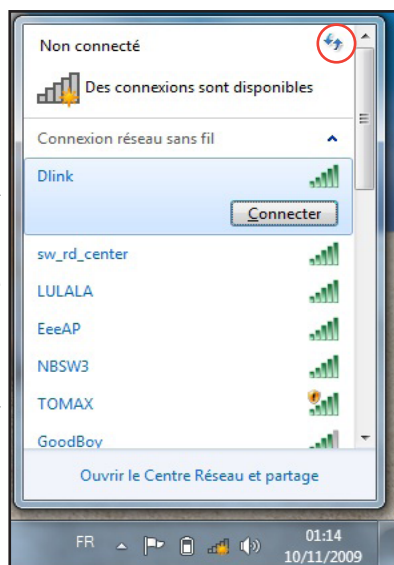 Non connecté
Des connexions sont disponibles
Connexion réseau sans fil
Dlink
Connecter
sw_rd_center
LULALA
EeeAP
NBSW3
TOMAX
GoodBoy
Ouvrir le Centre Réseau et partage
FR
01:14
10/11/2009